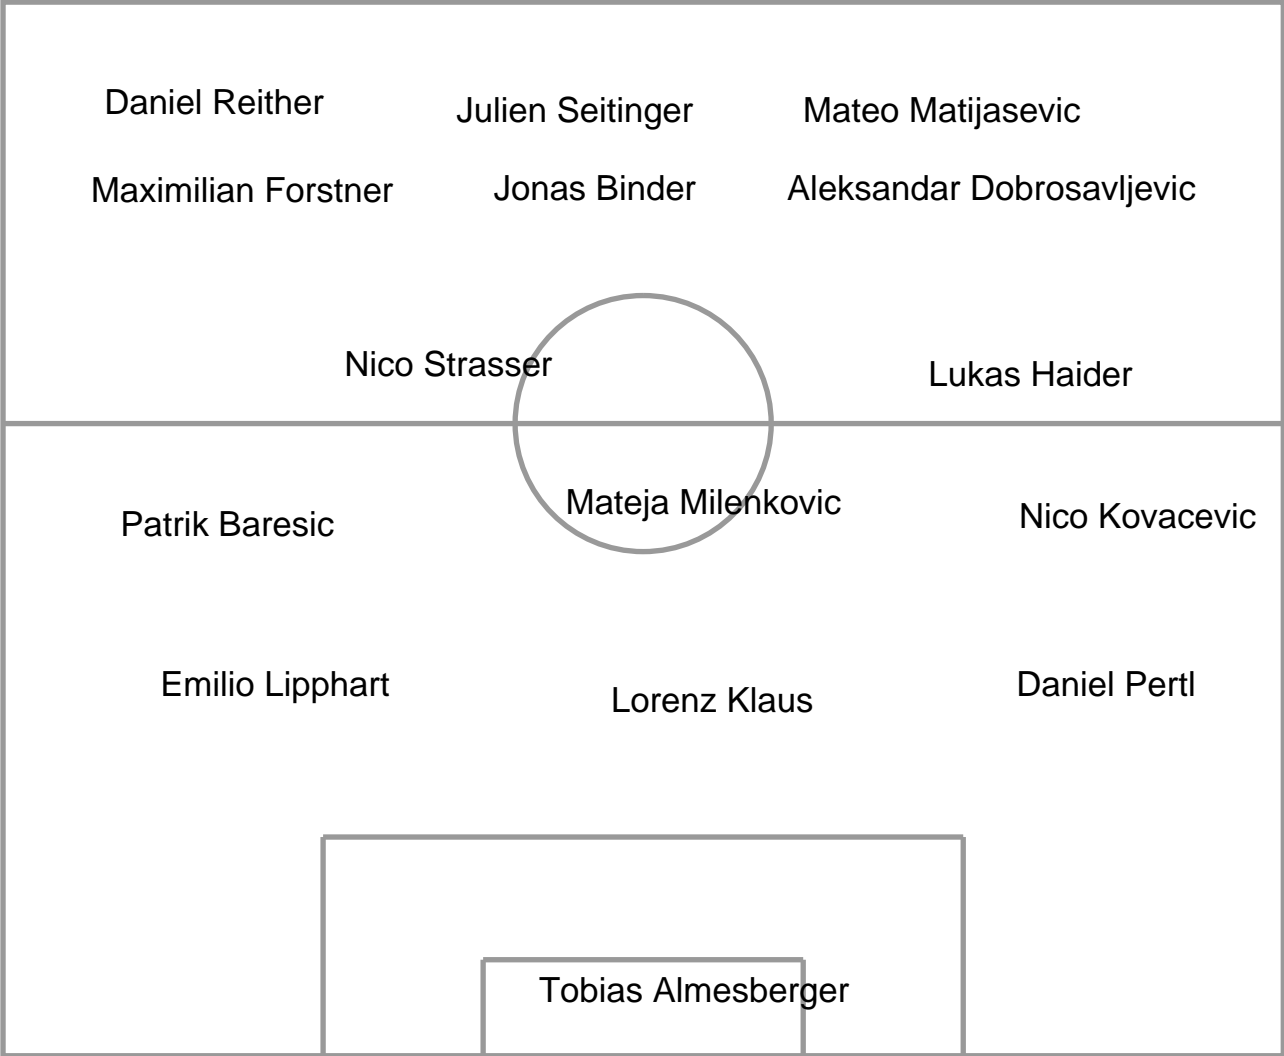 Daniel Reither
Julien Seitinger
Mateo Matijasevic
Maximilian Forstner
Jonas Binder
Aleksandar Dobrosavljevic
Nico Strasser
Lukas Haider
Mateja Milenkovic
Patrik Baresic
Nico Kovacevic
Emilio Lipphart
Lorenz Klaus
Daniel Pertl
Tobias Almesberger